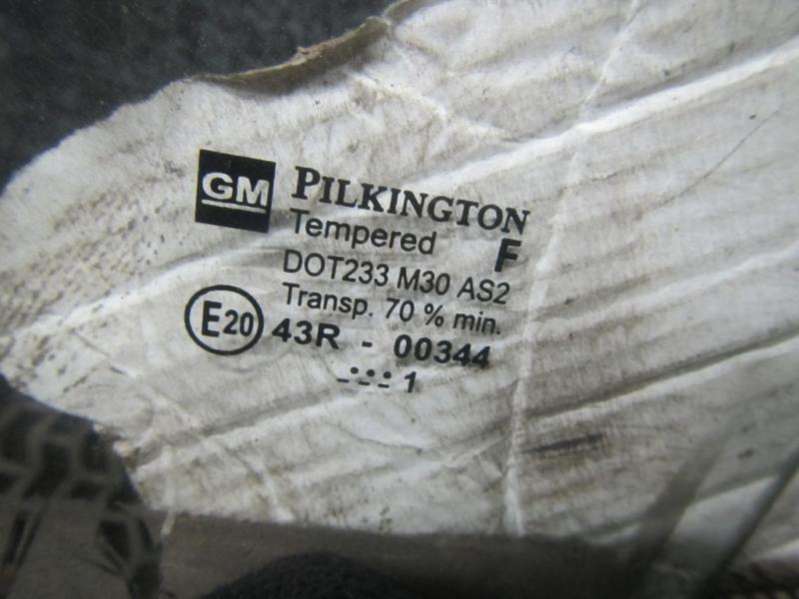 GM PILKINGTON
Tempered F
DOT233 M30 AS2
Transp. 70 % min.
E20 43R - 00344
1